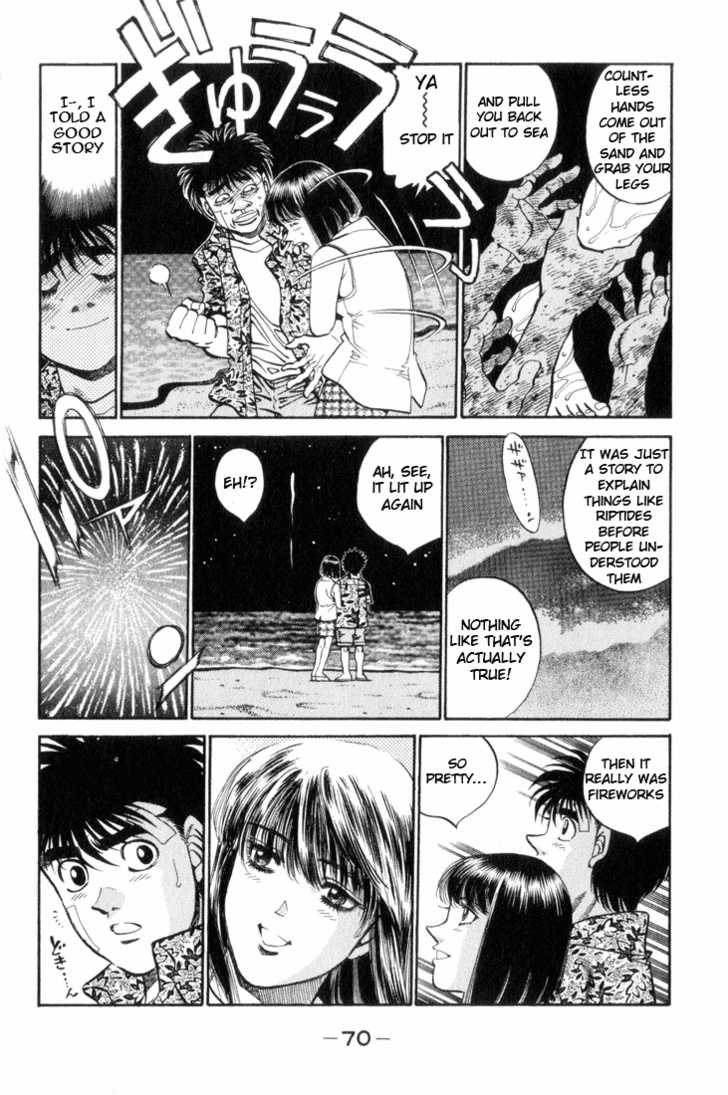 COUNT-
LESS
HANDS
COME OUT
OF THE
SAND AND
GRAB YOUR
LEGS
AND PULL
YOU BACK
OUT TO SEA
YA
STOP IT
ぎゅ
I-, I
TOLD A
GOOD
STORY
IT WAS JUST
A STORY TO
EXPLAIN
THINGS LIKE
RIPTIDES
BEFORE
PEOPLE UN-
DERSTOOD
THEM
NOTHING
LIKE THAT'S
ACTUALLY
TRUE!
AH, SEE,
IT LIT UP
AGAIN
EH!?
THEN IT
REALLY WAS
FIREWORKS
SO
PRETTY...
どき…ん
—70—